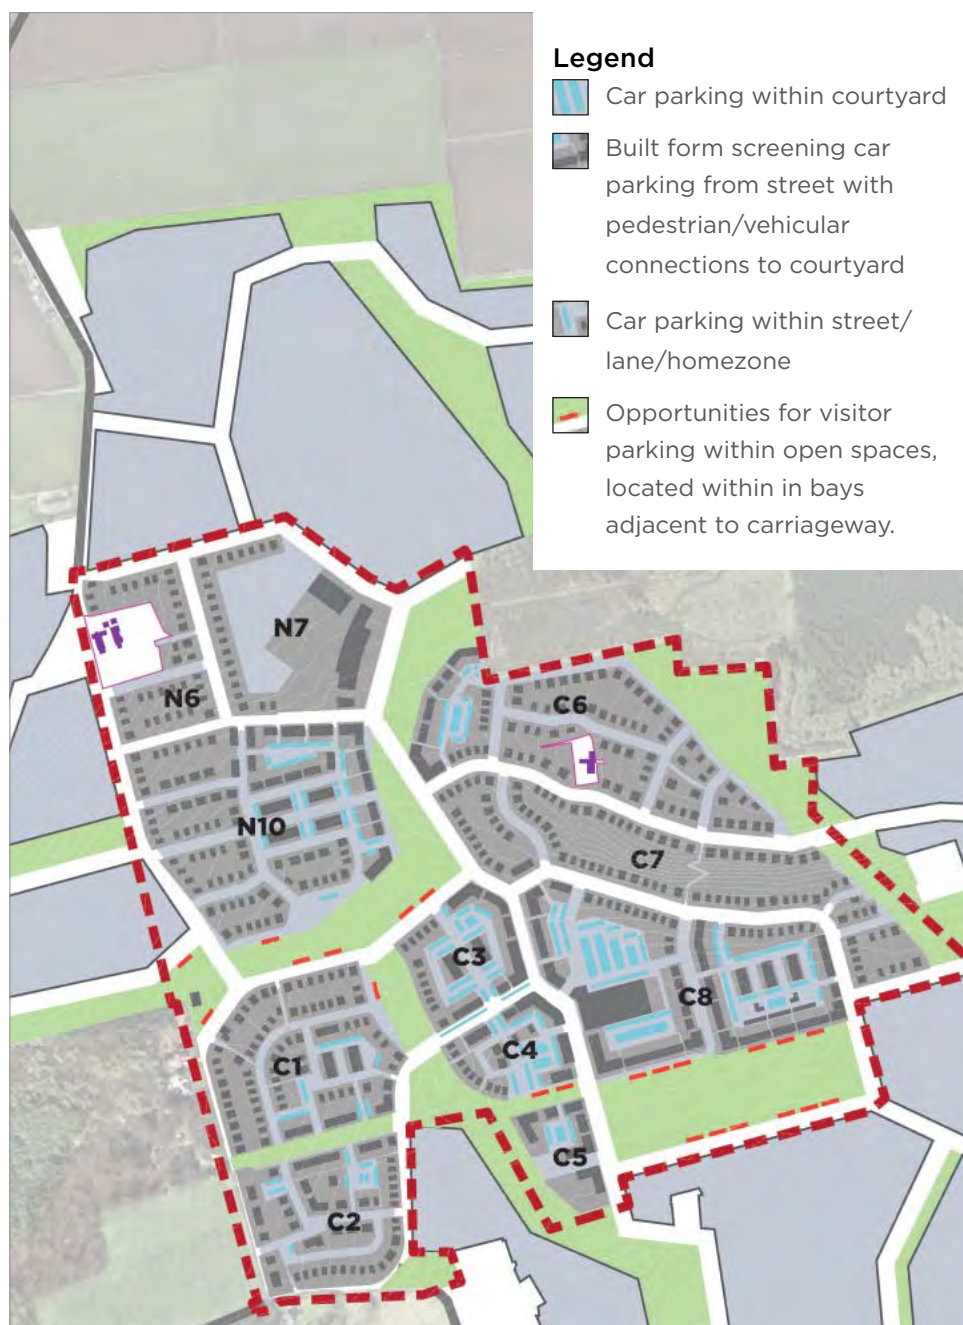 Legend
Car parking within courtyard
Built form screening car
parking from street with
pedestrian/vehicular
connections to courtyard
Car parking within street/
lane/homezone
Opportunities for visitor
parking within open spaces,
located within in bays
adjacent to carriageway.
N7
N6
C6
N10
C7
C3
C8
C4
C1
C5
C2